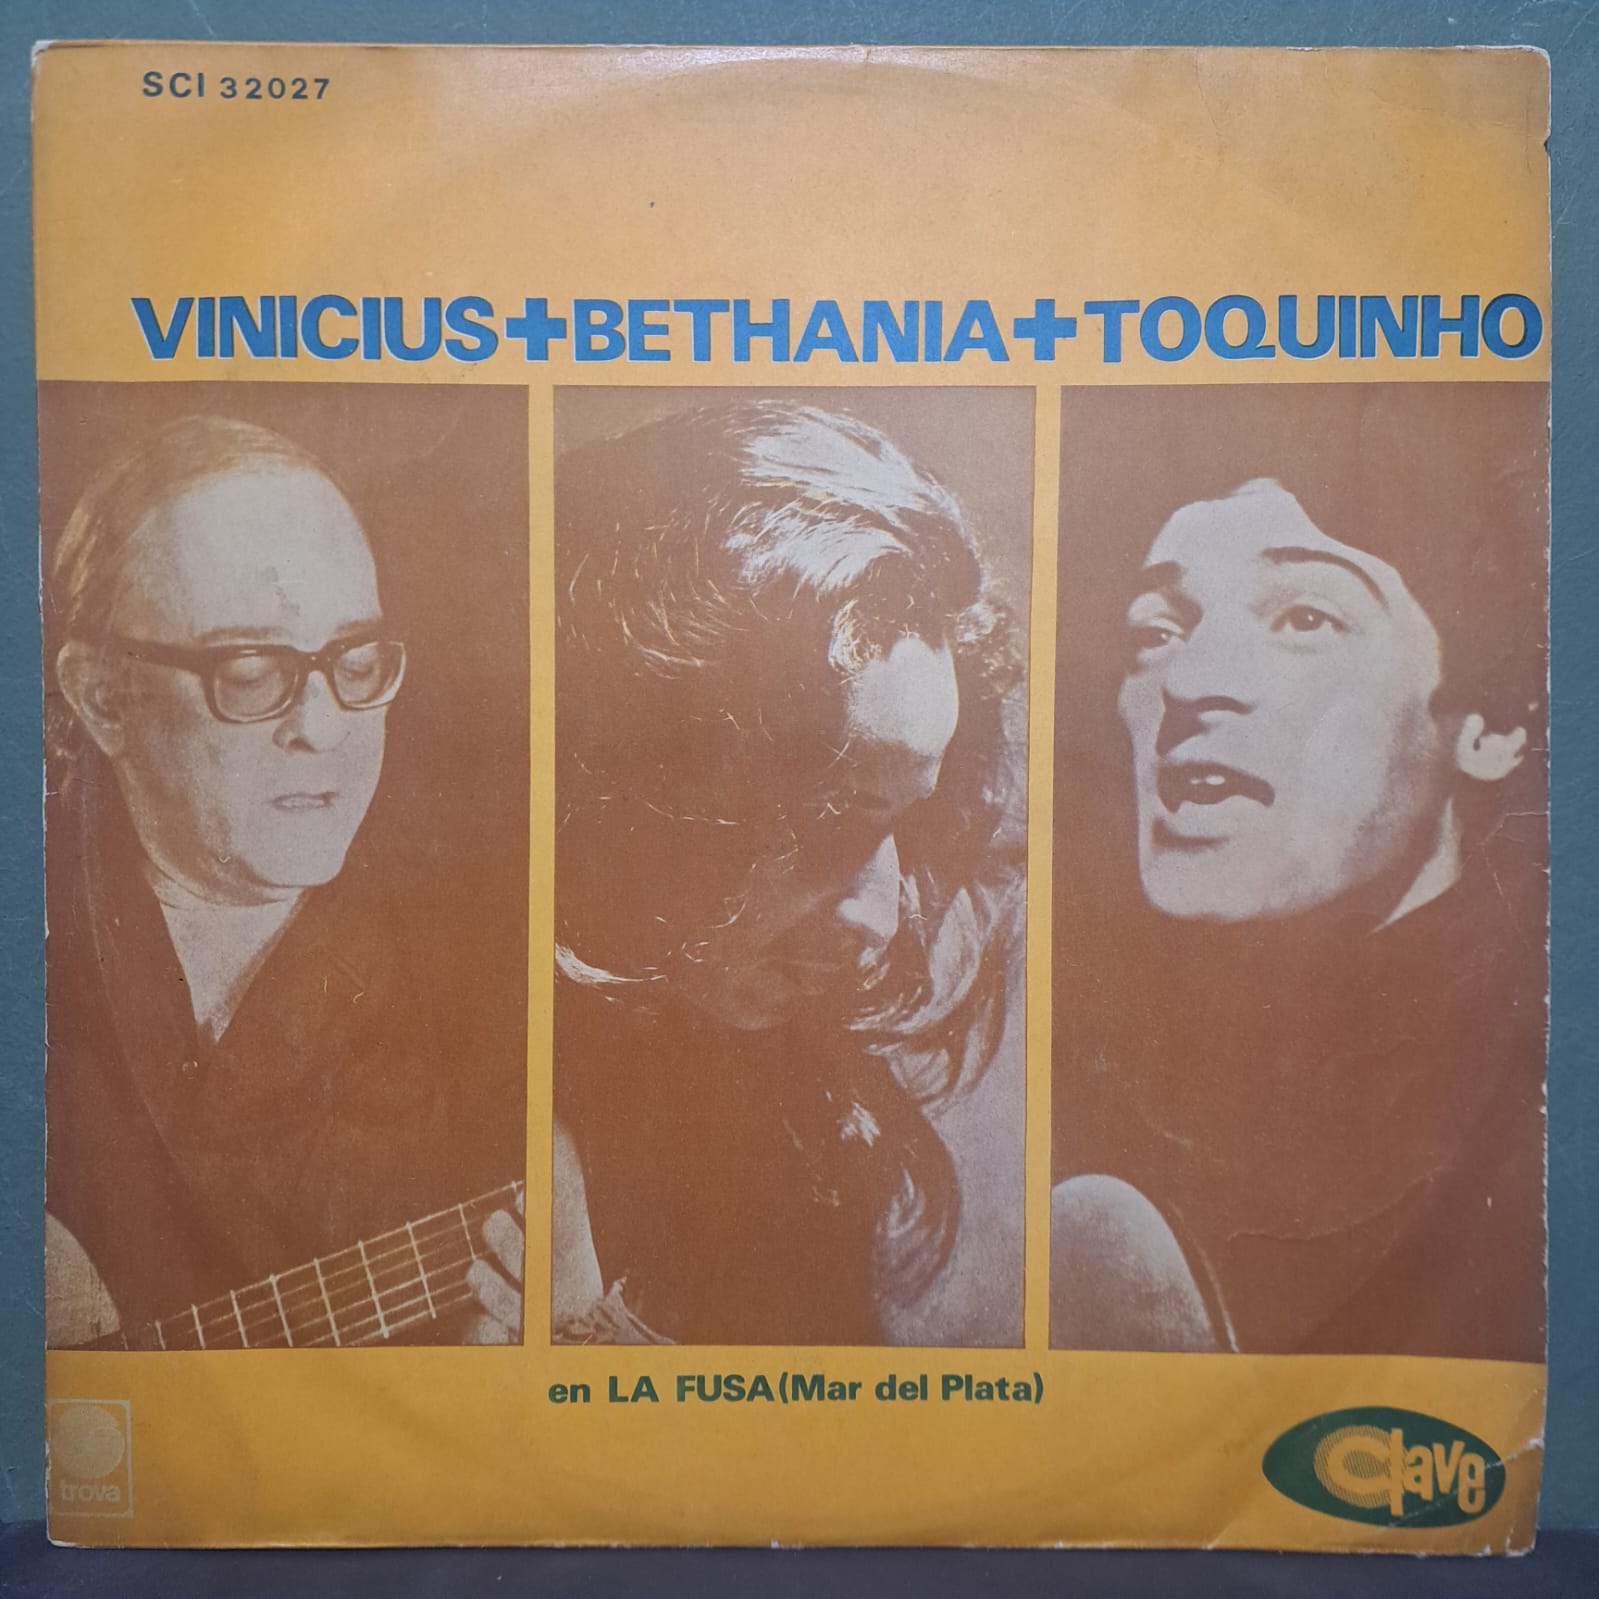 SCI 32027
VINICIUS+BETHANIA+TOQUINHO
en LA FUSA (Mar del Plata)
trova
Clave